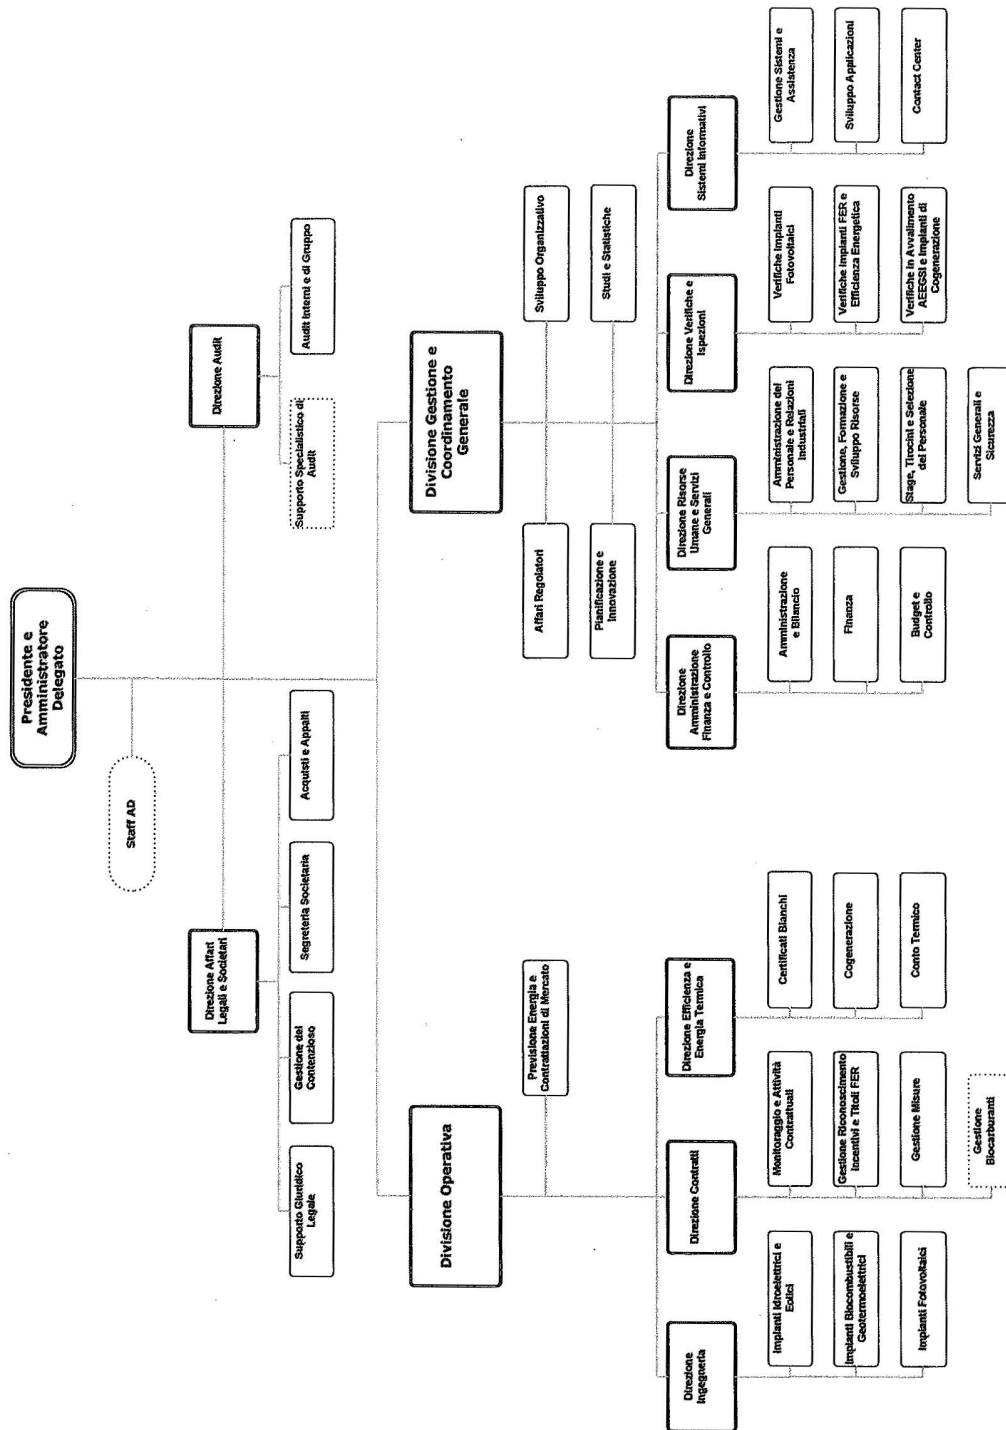 Presidente e
Amministratore
Delegato
Staff AD
Direzione Affari
Legali e Societari
Direzione Audit
Supporto Giuridico
Legale
Gestione del
Contenzioso
Segreteria Societaria
Acquisti e Appalti
Supporto Specialistico di
Audit
Audit Interni e di Gruppo
Divisione Operativa
Divisione Gestione e
Coordinamento
Generale
Previsione Energia e
Contrattazioni di Mercato
Affari Regolatori
Sviluppo Organizzativo
Pianificazione e
Innovazione
Studi e Statistiche
Direzione
Ingegneria
Direzione Contratti
Direzione Efficienza e
Energia Termica
Direzione
Amministrazione
Finanza e Controllo
Direzione Risorse
Umane e Servizi
Generali
Direzione Verifiche e
Ispezioni
Direzione
Sistemi Informativi
Impianti Idroelettrici e
Eolici
Impianti Biocombustibili e
Geotermoelettrici
Impianti Fotovoltaici
Monitoraggio e Attività
Contrattuali
Gestione Riconoscimento
Incentivi e Titoli FER
Gestione Misure
Gestione
Biocarburanti
Certificati Bianchi
Cogenerazione
Conto Termico
Amministrazione
e Bilancio
Finanza
Budget e
Controllo
Amministrazione del
Personale e Relazioni
Industriali
Gestione, Formazione e
Sviluppo Risorse
Stage, Tirocini e Selezione
del Personale
Servizi Generali e
Sicurezza
Verifiche Impianti
Fotovoltaici
Verifiche Impianti FER e
Efficienza Energetica
Verifiche in Avvalimento
AEEGSI e Impianti di
Cogenerazione
Gestione Sistemi e
Assistenza
Sviluppo Applicazioni
Contact Center